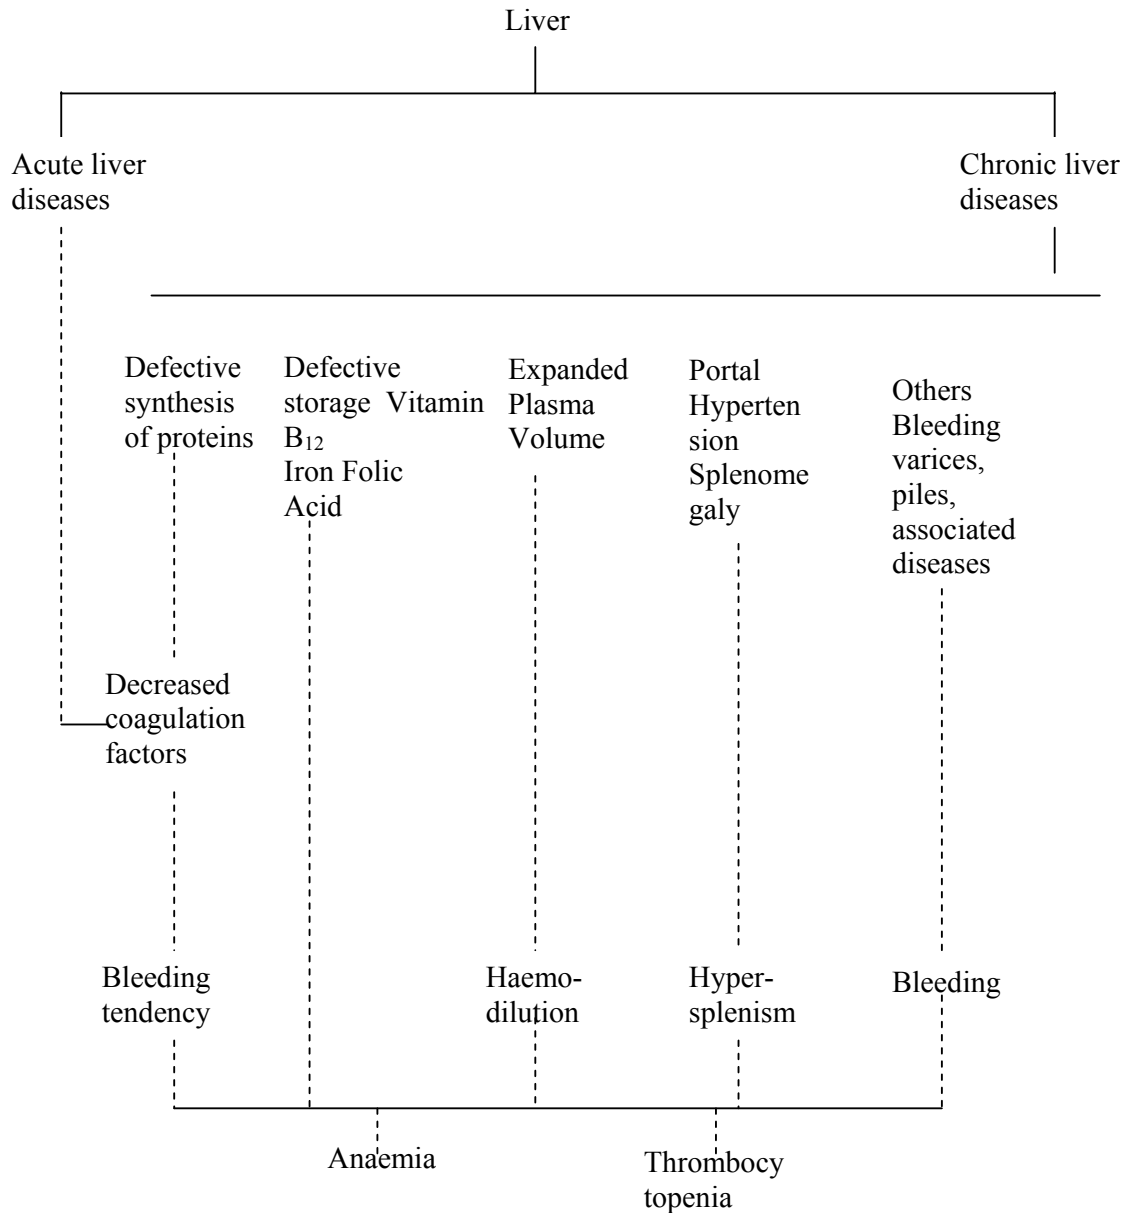 Liver
Acute liver
diseases
Chronic liver
diseases
Defective
synthesis
of proteins
Defective
storage Vitamin
B₁₂
Iron Folic
Acid
Expanded
Plasma
Volume
Portal
Hyperten
sion
Splenome
galy
Others
Bleeding
varices,
piles,
associated
diseases
Decreased
coagulation
factors
Bleeding
tendency
Haemo-
dilution
Hyper-
splenism
Bleeding
Anaemia
Thrombocy
topenia